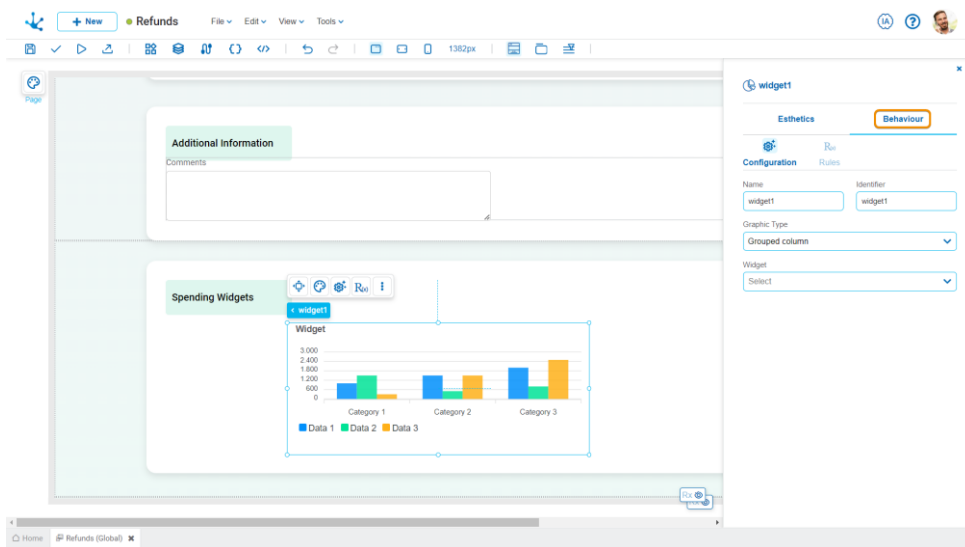 + New
Refunds
File
Edit
View
Tools
IA
?
1382px
Page
Additional Information
Comments
Spending Widgets
R(x)
widget1
Widget
3.000
2.400
1.800
1.200
600
0
Category 1
Category 2
Category 3
Data 1
Data 2
Data 3
widget1
Esthetics
Behaviour
Configuration
Rules
Name
Identifier
widget1
widget1
Graphic Type
Grouped column
Widget
Select
Home
Refunds (Global)